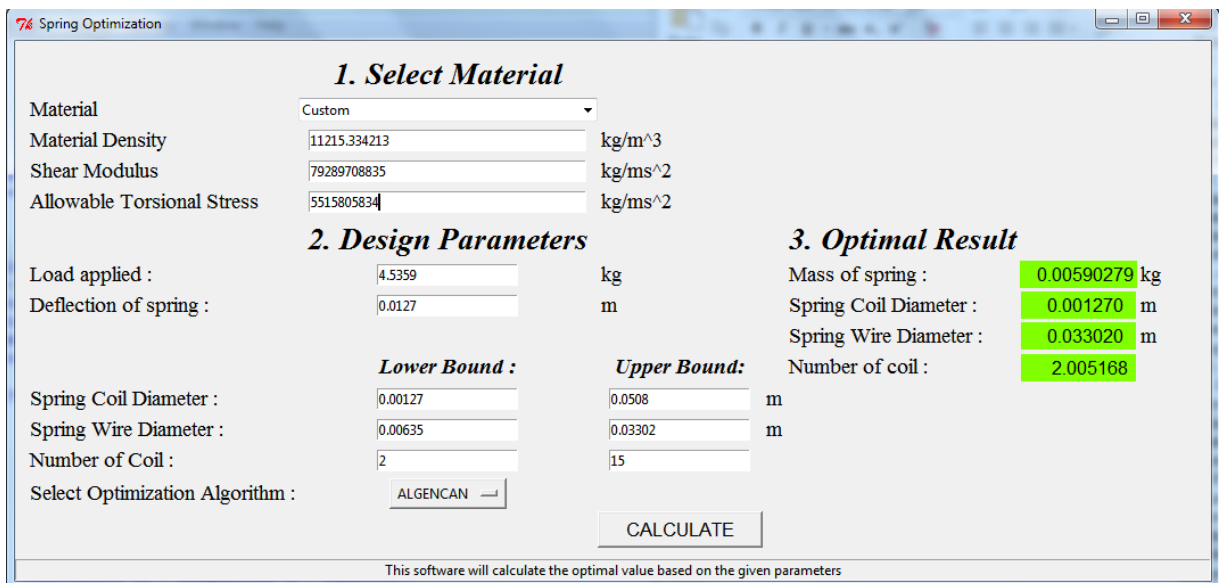 Spring Optimization
1. Select Material
Material Custom
Material Density 11215.334213 kg/m^3
Shear Modulus 79289708835 kg/ms^2
Allowable Torsional Stress 5515805834 kg/ms^2
2. Design Parameters
Load applied : 4.5359 kg
Deflection of spring : 0.0127 m
3. Optimal Result
Mass of spring : 0.00590279 kg
Spring Coil Diameter : 0.001270 m
Spring Wire Diameter : 0.033020 m
Number of coil : 2.005168
Lower Bound : Upper Bound:
Spring Coil Diameter : 0.00127 0.0508 m
Spring Wire Diameter : 0.00635 0.03302 m
Number of Coil : 2 15
Select Optimization Algorithm : ALGENCAN
CALCULATE
This software will calculate the optimal value based on the given parameters